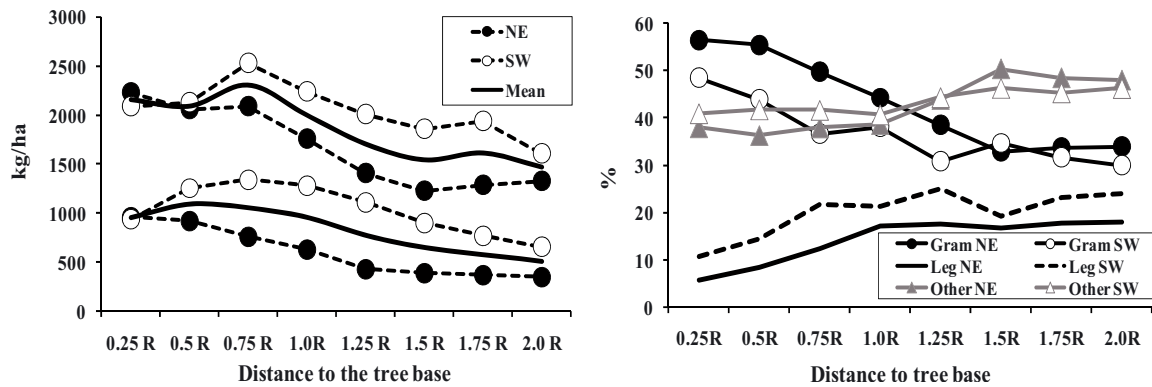 3000
2500
2000
1500
1000
500
0
kg/ha
NE
SW
Mean
0.25 R 0.5 R 0.75 R 1.0R 1.25 R 1.5 R 1.75 R 2.0 R
Distance to the tree base
60
50
40
30
20
10
0
%
Gram NE Gram SW
Leg NE Leg SW
Other NE Other SW
0.25R 0.5R 0.75R 1.0R 1.25R 1.5R 1.75R 2.0R
Distance to tree base